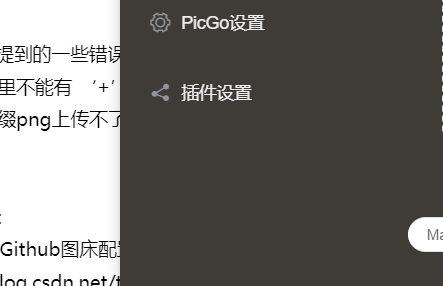 PicGo设置
提到的一些错误
里不能有 ‘+’
插件设置
缀png上传不了
Github图床配置
log.csdn.net/t
Ma